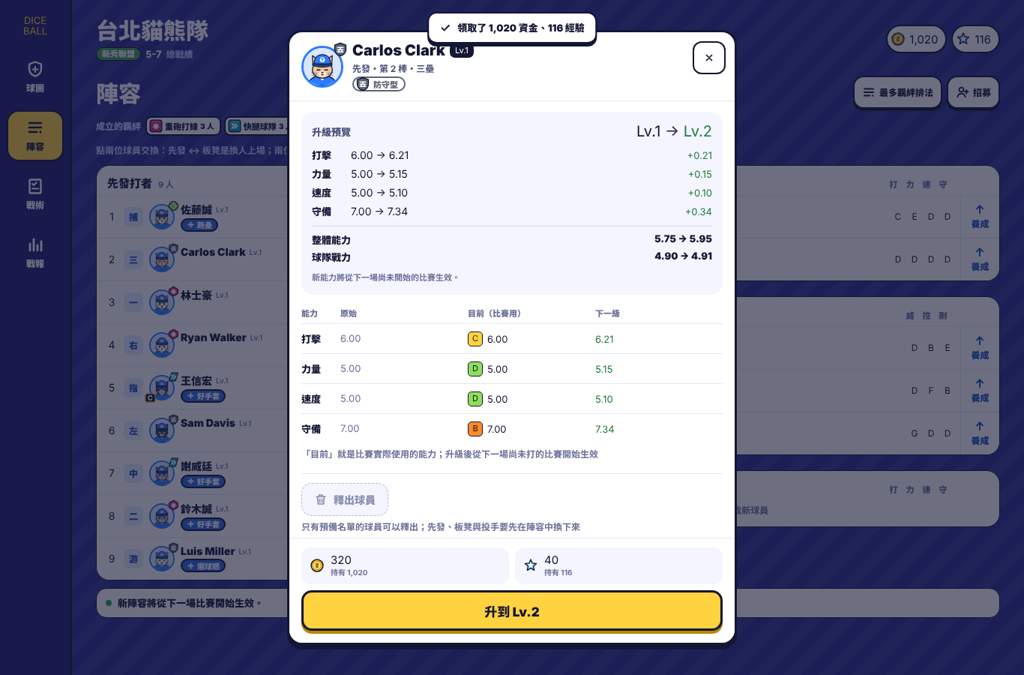 DICE
BALL
台北貓熊隊
新秀聯盟 5-7 總戰績
領取了 1,020 資金、116 經驗
1,020
116
球團
陣容
戰術
戰報
陣容
最多羈絆排法
招募
成立的羈絆
重砲打線 3 人
快腿球隊 3
點兩位球員交換：先發 ↔ 板凳是換人上場；兩
先發打者 9 人
1 捕 佐藤誠 Lv.1
2 三 Carlos Clark Lv.1
3 一 林士豪 Lv.1
4 右 Ryan Walker Lv.1
5 指 王信宏 Lv.1
C
好手套
6 左 Sam Davis Lv.1
7 中 謝威廷 Lv.1
好手套
8 二 鈴木誠 Lv.1
好手套
9 游 Luis Miller Lv.1
選球眼
新陣容將從下一場比賽開始生效。
Carlos Clark Lv.1
先發・第 2 棒・三壘
防守型
×
升級預覽 Lv.1 → Lv.2
打擊 6.00 → 6.21 +0.21
力量 5.00 → 5.15 +0.15
速度 5.00 → 5.10 +0.10
守備 7.00 → 7.34 +0.34
整體能力 5.75 → 5.95
球隊戰力 4.90 → 4.91
新能力將從下一場尚未開始的比賽生效。
能力 原始 目前（比賽用） 下一級
打擊 6.00 C 6.00 6.21
力量 5.00 D 5.00 5.15
速度 5.00 D 5.00 5.10
守備 7.00 B 7.00 7.34
「目前」就是比賽實際使用的能力；升級後從下一場尚未打的比賽開始生效
釋出球員
只有預備名單的球員可以釋出；先發、板凳與投手要先在陣容中換下來
320
持有 1,020
40
持有 116
升到 Lv.2
打 力 速 守
C E D D
養成
D D D D
養成
威 控 耐
D B E
養成
D F B
養成
G D D
養成
打 力 速 守
新球員